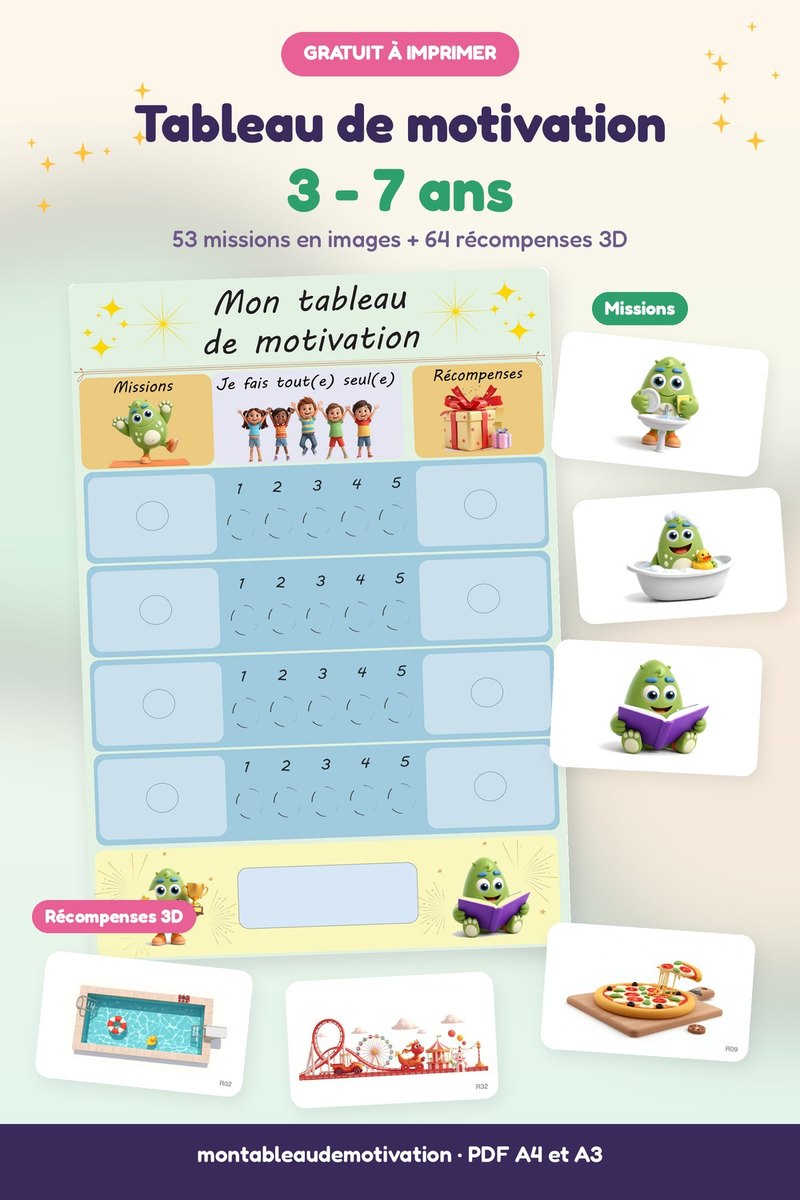 GRATUIT À IMPRIMER
Tableau de motivation
3 - 7 ans
53 missions en images + 64 récompenses 3D
Mon tableau
de motivation
Missions
Missions
Je fais tout(e) seul(e)
Récompenses
1 2 3 4 5
1 2 3 4 5
1 2 3 4 5
1 2 3 4 5
Récompenses 3D
R02
R32
R09
montableaudemotivation · PDF A4 et A3